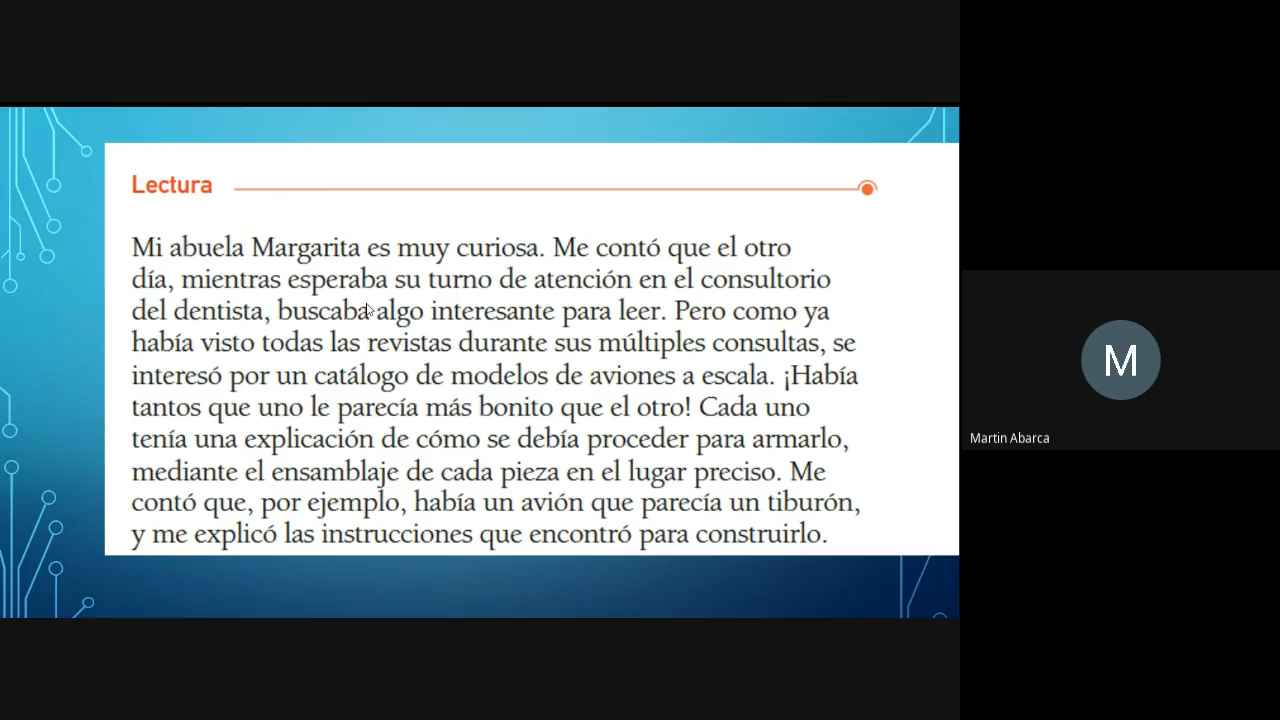 Lectura
Mi abuela Margarita es muy curiosa. Me contó que el otro
día, mientras esperaba su turno de atención en el consultorio
del dentista, buscaba algo interesante para leer. Pero como ya
había visto todas las revistas durante sus múltiples consultas, se
interesó por un catálogo de modelos de aviones a escala. ¡Había
tantos que uno le parecía más bonito que el otro! Cada uno
tenía una explicación de cómo se debía proceder para armarlo,
mediante el ensamblaje de cada pieza en el lugar preciso. Me
contó que, por ejemplo, había un avión que parecía un tiburón,
y me explicó las instrucciones que encontró para construirlo.
M
Martin Abarca